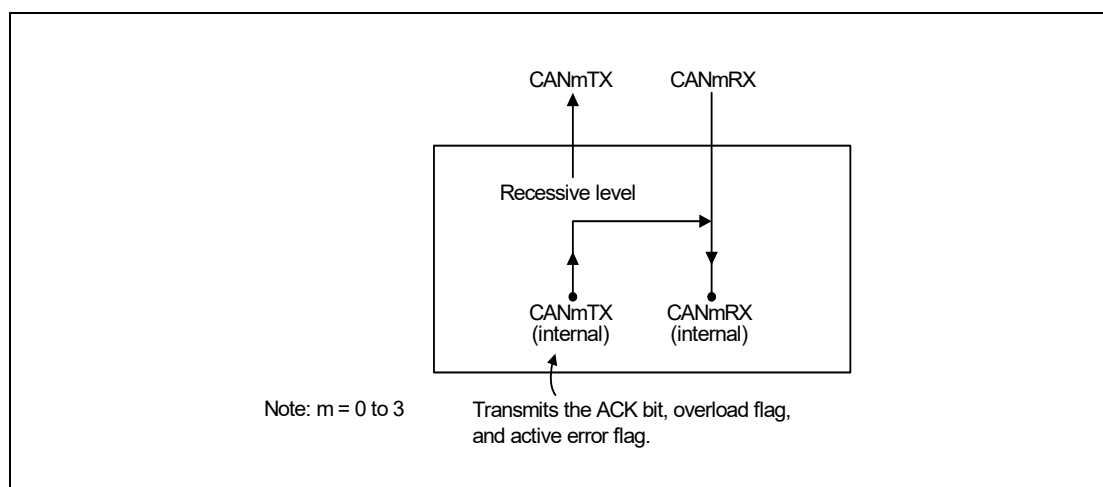 CANmTX CANmRX
Recessive level
CANmTX CANmRX
(internal) (internal)
Note: m = 0 to 3 Transmits the ACK bit, overload flag,
and active error flag.